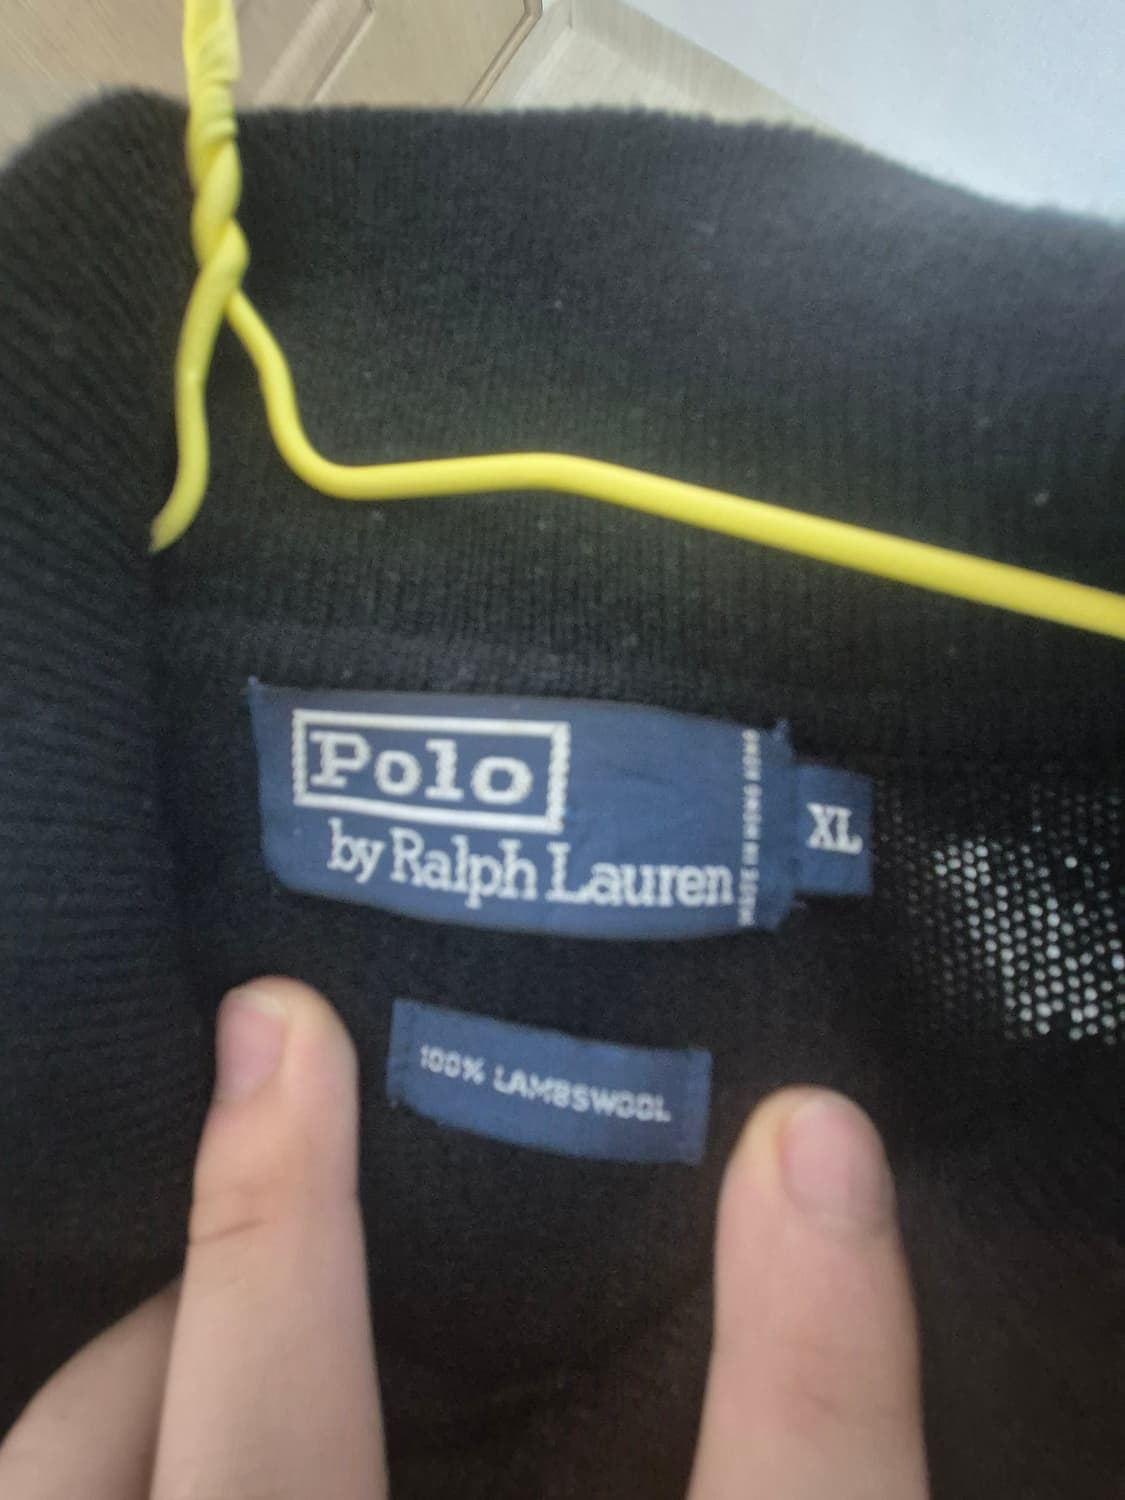 Polo
by Ralph Lauren
MADE IN HONG KONG
XL
100% LAMBSWOOL